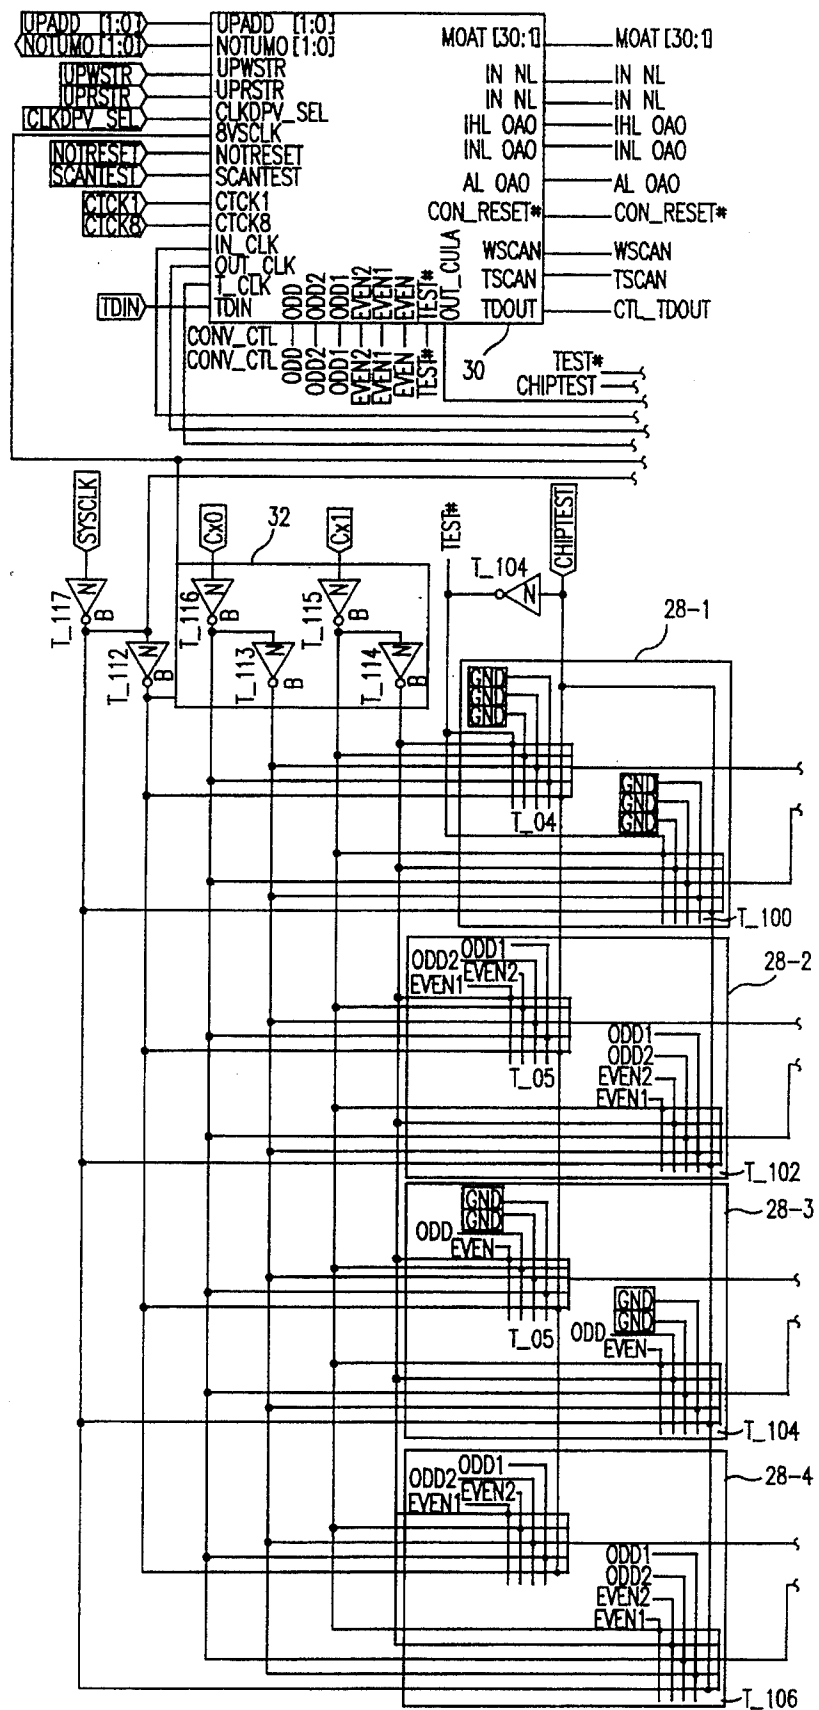 UPADD [1:0] UPADD [1:0] MOAT [30:1] MOAT [30:1]
NOTUMO [1:0] NOTUMO [1:0]
UPWSTR UPWSTR IN NL IN NL
UPRSTR UPRSTR IN NL IN NL
CLKDPV_SEL CLKDPV_SEL IHL OAO IHL OAO
8VSCLK
NOTRESET NOTRESET INL OAO INL OAO
SCANTEST SCANTEST AL OAO AL OAO
CTCK1 CTCK1
CTCK8 CTCK8 CON_RESET* CON_RESET*
IN_CLK WSCAN WSCAN
OUT_CLK
T_CLK TSCAN TSCAN
TDIN TDIN ODD ODD2 ODD1 EVEN2 EVEN1 EVEN TEST* OUT_CULA TDOUT CTL_TDOUT
CONV_CTL
CONV_CTL ODD ODD2 ODD1 EVEN2 EVEN1 EVEN TEST* 30
TEST*
CHIPTEST
SYSCLK Cx0 32 Cx1 TEST* CHIPTEST
T_104
N N N N
T_117 B T_116 B T_115 B
28-1
N N N
T_112 B T_113 B T_114 B
GND
GND
GND
GND
GND
GND
T_04
T_100
ODD1
ODD2 EVEN2
EVEN1
28-2
ODD1
ODD2
EVEN2
EVEN1
T_05
T_102
GND
GND
ODD
EVEN
28-3
GND
GND
ODD
EVEN
T_05
T_104
ODD1
ODD2 EVEN2
EVEN1
28-4
ODD1
ODD2
EVEN2
EVEN1
T_106